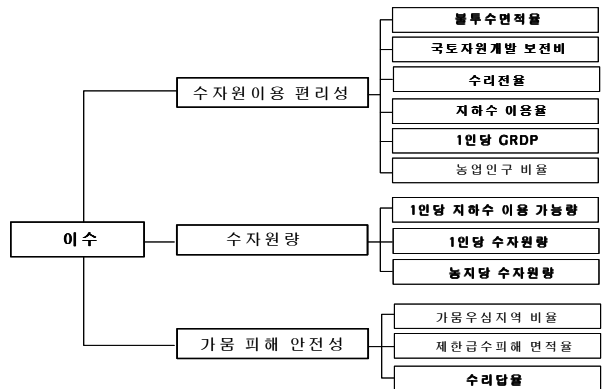 불투수면적율
국토자원개발 보전비
수자원이용 편리성
수리전율
지하수 이용율
1인당 GRDP
농업인구 비율
1인당 지하수 이용 가능량
이수
수자원량
1인당 수자원량
농지당 수자원량
가뭄우심지역 비율
가뭄 피해 안전성
제한급수피해 면적율
수리답율